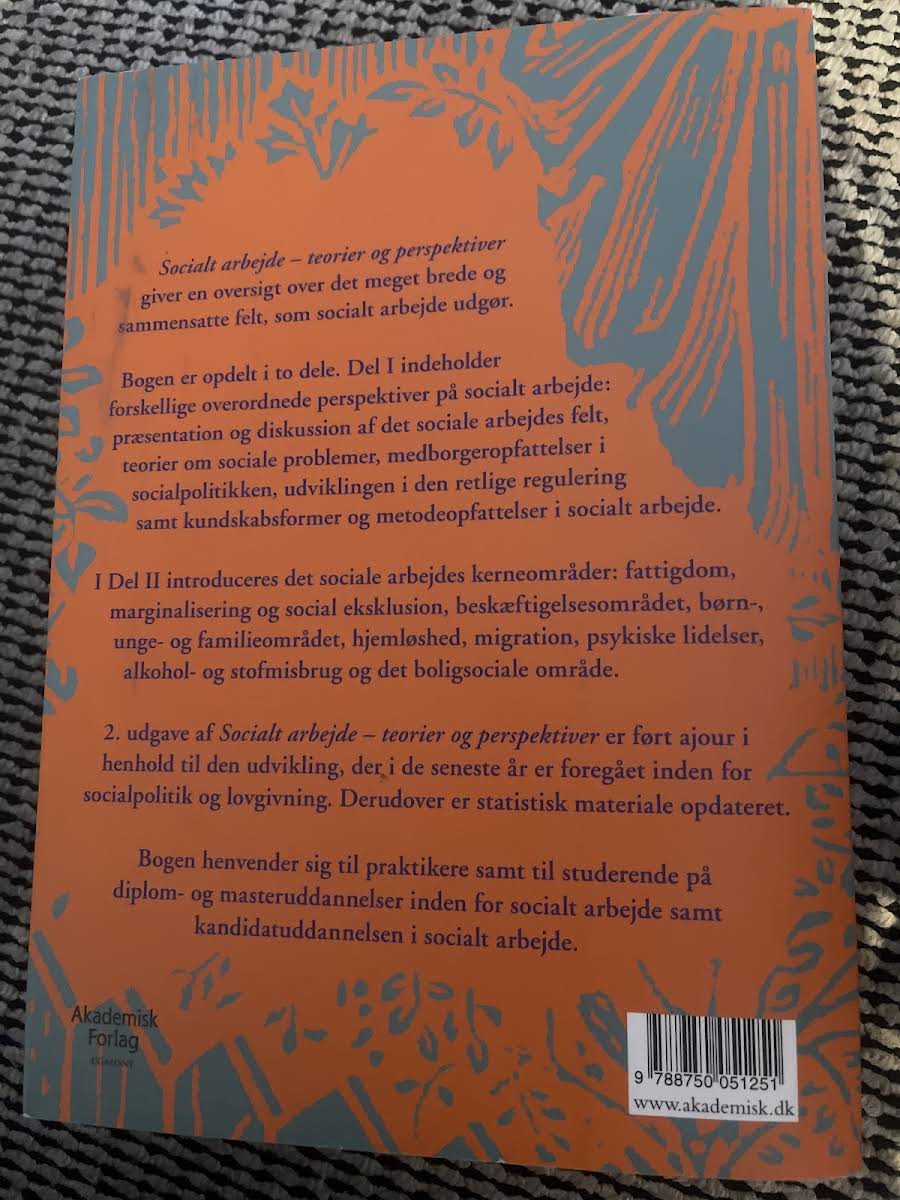 Socialt arbejde – teorier og perspektiver
giver en oversigt over det meget brede og
sammensatte felt, som socialt arbejde udgør.
Bogen er opdelt i to dele. Del I indeholder
forskellige overordnede perspektiver på socialt arbejde:
præsentation og diskussion af det sociale arbejdes felt,
teorier om sociale problemer, medborgeropfattelser i
socialpolitikken, udviklingen i den retlige regulering
samt kundskabsformer og metodeopfattelser i socialt arbejde.
I Del II introduceres det sociale arbejdes kerneområder: fattigdom,
marginalisering og social eksklusion, beskæftigelsesområdet, børn-,
unge- og familieområdet, hjemløshed, migration, psykiske lidelser,
alkohol- og stofmisbrug og det boligsociale område.
2. udgave af Socialt arbejde – teorier og perspektiver er ført ajour i
henhold til den udvikling, der i de seneste år er foregået inden for
socialpolitik og lovgivning. Derudover er statistisk materiale opdateret.
Bogen henvender sig til praktikere samt til studerende på
diplom- og masteruddannelser inden for socialt arbejde samt
kandidatuddannelsen i socialt arbejde.
Akademisk
Forlag
EGMONT
9 788750 051251
www.akademisk.dk